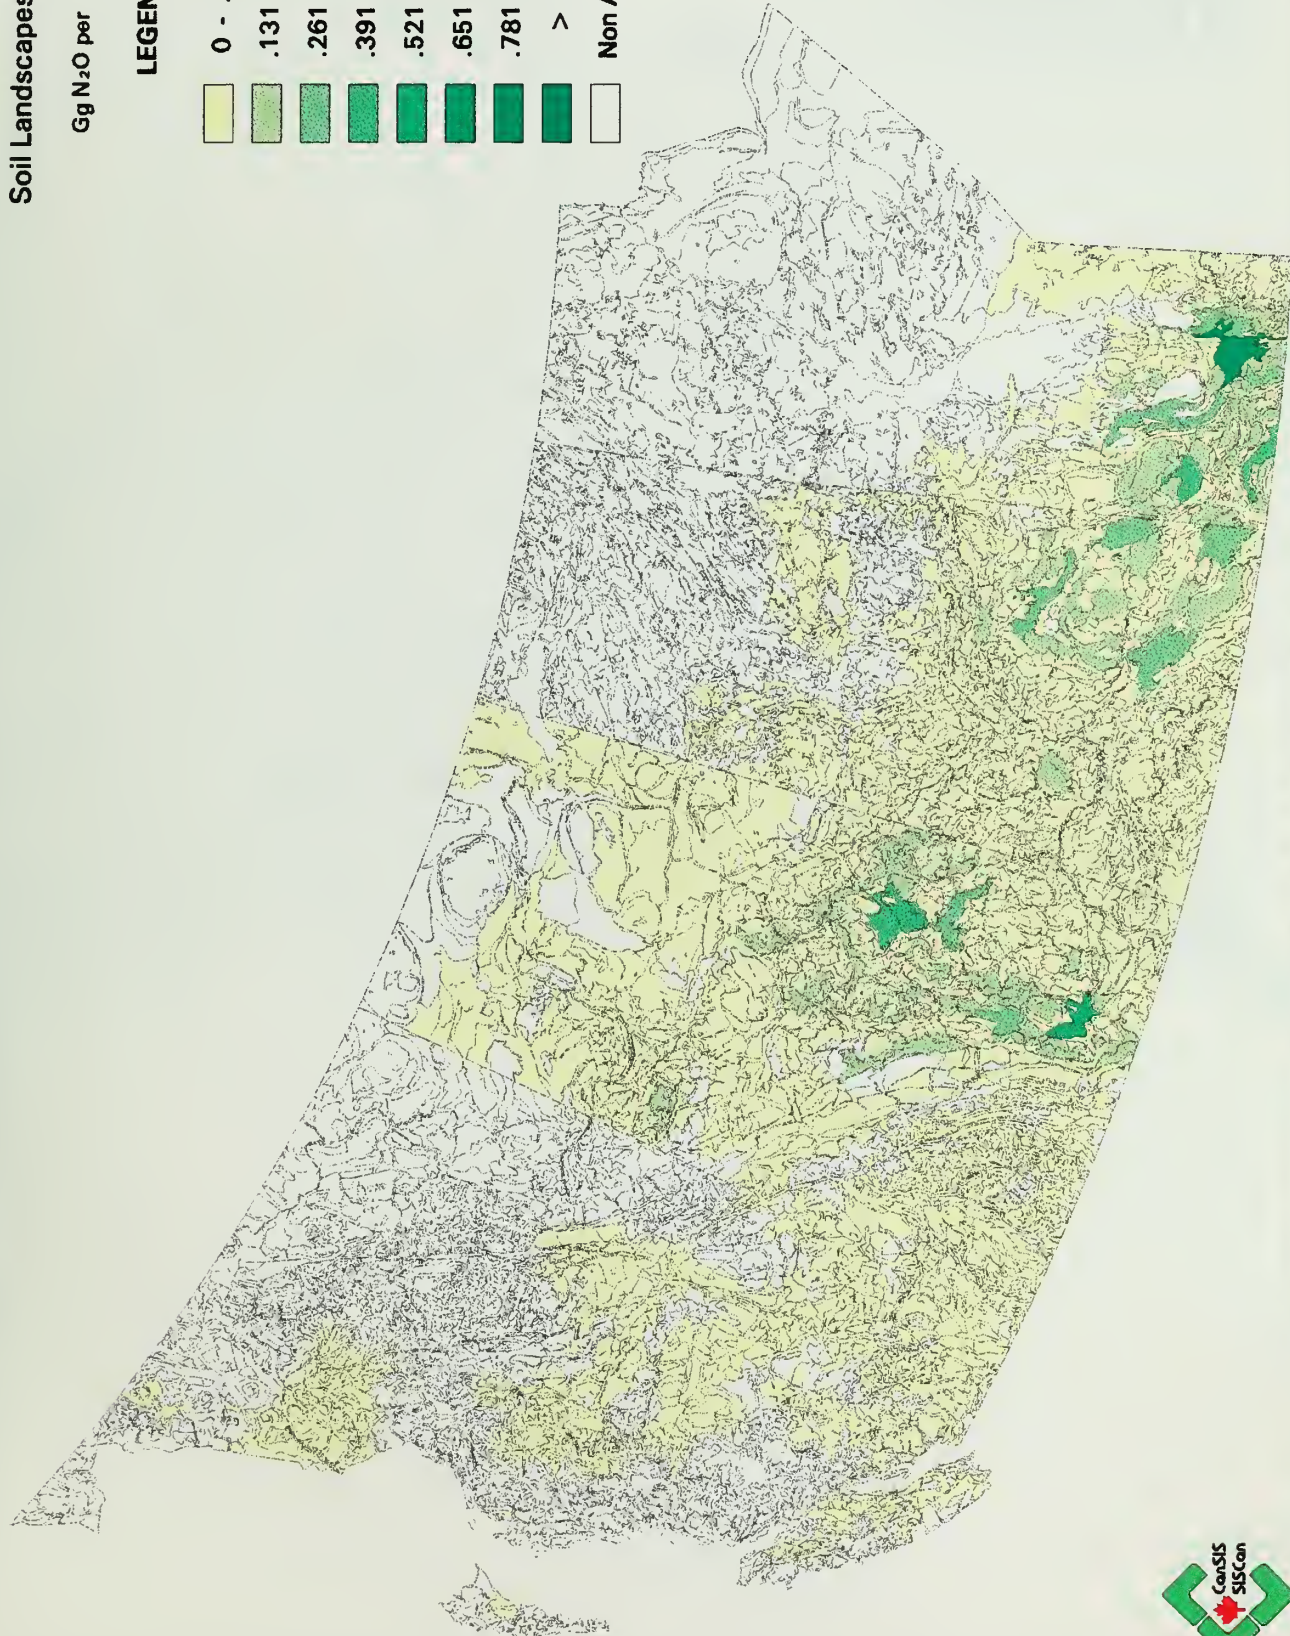 Soil Landscapes
Gg N₂O per
LEGEN
0 - .
.131
.261
.391
.521
.651
.781
>
Non A
CanSIS
SISCan